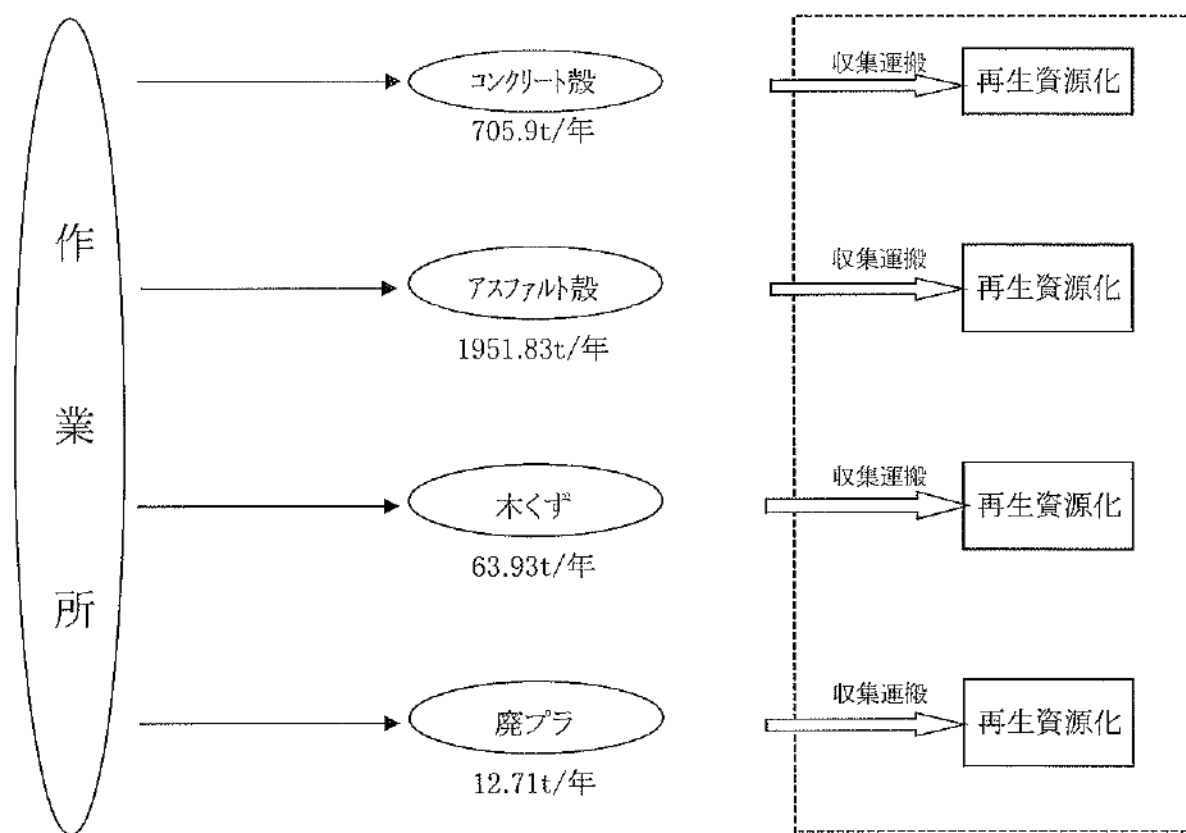 作業所
コンクリート殻
705.9t/年
収集運搬
再生資源化
アスファルト殻
1951.83t/年
収集運搬
再生資源化
木くず
63.93t/年
収集運搬
再生資源化
廃プラ
12.71t/年
収集運搬
再生資源化